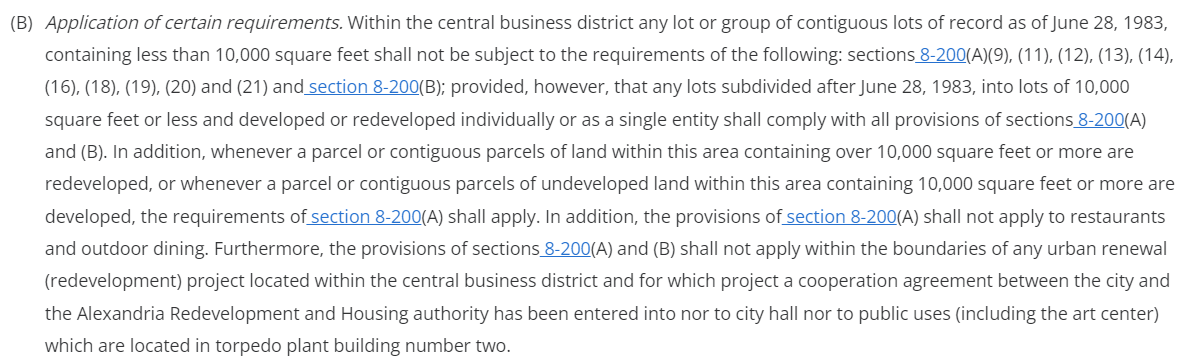 (B) Application of certain requirements. Within the central business district any lot or group of contiguous lots of record as of June 28, 1983,
containing less than 10,000 square feet shall not be subject to the requirements of the following: sections 8-200(A)(9), (11), (12), (13), (14),
(16), (18), (19), (20) and (21) and section 8-200(B); provided, however, that any lots subdivided after June 28, 1983, into lots of 10,000
square feet or less and developed or redeveloped individually or as a single entity shall comply with all provisions of sections 8-200(A)
and (B). In addition, whenever a parcel or contiguous parcels of land within this area containing over 10,000 square feet or more are
redeveloped, or whenever a parcel or contiguous parcels of undeveloped land within this area containing 10,000 square feet or more are
developed, the requirements of section 8-200(A) shall apply. In addition, the provisions of section 8-200(A) shall not apply to restaurants
and outdoor dining. Furthermore, the provisions of sections 8-200(A) and (B) shall not apply within the boundaries of any urban renewal
(redevelopment) project located within the central business district and for which project a cooperation agreement between the city and
the Alexandria Redevelopment and Housing authority has been entered into nor to city hall nor to public uses (including the art center)
which are located in torpedo plant building number two.